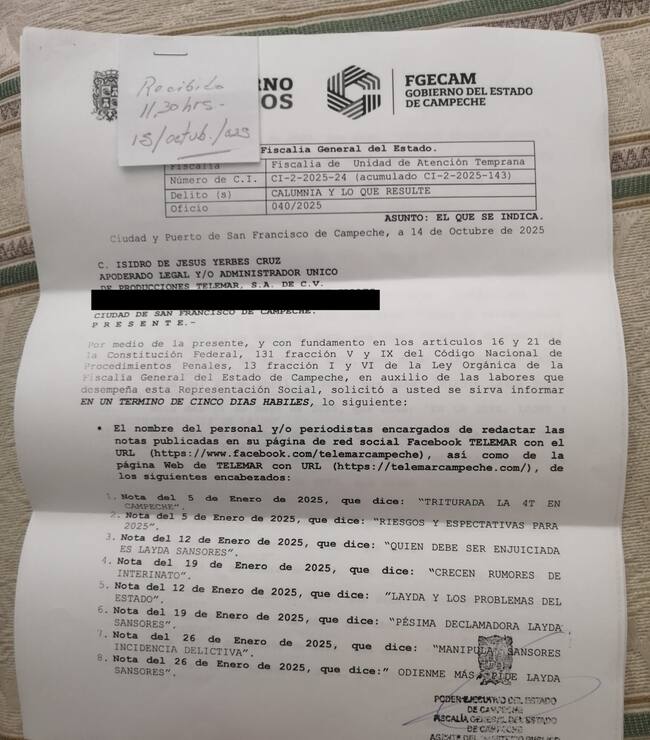 Recibido
11,30 hrs-
15/octub./2025
RNO
OS
FGECAM
GOBIERNO DEL ESTADO
DE CAMPECHE
Fiscalía General del Estado.
Fiscalía Fiscalía de Unidad de Atención Temprana
Número de C.I. CI-2-2025-24 (acumulado CI-2-2025-143)
Delito (s) CALUMNIA Y LO QUE RESULTE
Oficio 040/2025
ASUNTO: EL QUE SE INDICA.
Ciudad y Puerto de San Francisco de Campeche, a 14 de Octubre de 2025
C. ISIDRO DE JESUS YERBES CRUZ
APODERADO LEGAL Y/O ADMINISTRADOR UNICO
DE PRODUCCIONES TELEMAR, S.A. DE C.V.
CIUDAD DE SAN FRANCISCO DE CAMPECHE.
P R E S E N T E.-
Por medio de la presente, y con fundamento en los artículos 16 y 21 de
la Constitución Federal, 131 fracción V y IX del Código Nacional de
Procedimientos Penales, 13 fracción I y VI de la Ley Orgánica de la
Fiscalía General del Estado de Campeche, en auxilio de las labores que
desempeña esta Representación Social, solicitó a usted se sirva informar
EN UN TERMINO DE CINCO DIAS HABILES, lo siguiente:
• El nombre del personal y/o periodistas encargados de redactar las
notas publicadas en su página de red social Facebook TELEMAR con el
URL (https://www.facebook.com/telemarcampeche), así como de la
página Web de TELEMAR con URL (https://telemarcampeche.com/), de
los siguientes encabezados:
1. Nota del 5 de Enero de 2025, que dice: "TRITURADA LA 4T EN
CAMPECHE".
2. Nota del 5 de Enero de 2025, que dice: "RIESGOS Y ESPECTATIVAS PARA
2025".
3. Nota del 12 de Enero de 2025, que dice: "QUIEN DEBE SER ENJUICIADA
ES LAYDA SANSORES".
4. Nota del 19 de Enero de 2025, que dice: "CRECEN RUMORES DE
INTERINATO".
5. Nota del 12 de Enero de 2025, que dice: "LAYDA Y LOS PROBLEMAS DEL
ESTADO".
6. Nota del 19 de Enero de 2025, que dice: "PÉSIMA DECLAMADORA LAYDA
SANSORES".
7. Nota del 26 de Enero de 2025, que dice: "MANIPULA SANSORES
INCIDENCIA DELICTIVA".
8. Nota del 26 de Enero de 2025, que dice:" ODIENME MÁS PIDE LAYDA
SANSORES".
PODER EJECUTIVO DEL ESTADO
DE CAMPECHE
FISCALÍA GENERAL DEL ESTADO
DE CAMPECHE
AGENTE DEL MINISTERIO PÚBLICO